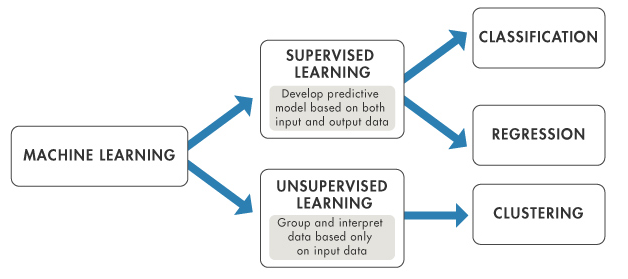 MACHINE LEARNING
SUPERVISED
LEARNING
Develop predictive
model based on both
input and output data
UNSUPERVISED
LEARNING
Group and interpret
data based only
on input data
CLASSIFICATION
REGRESSION
CLUSTERING